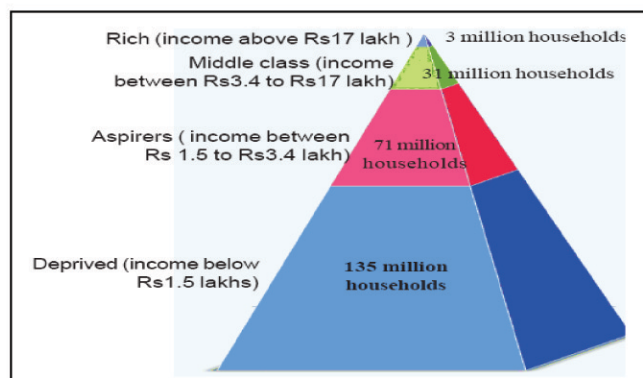 Rich (income above Rs17 lakh )
3 million households
Middle class (income
between Rs3.4 to Rs17 lakh)
31 million households
Aspirers ( income between
Rs 1.5 to Rs3.4 lakh)
71 million
households
Deprived (income below
Rs1.5 lakhs)
135 million
households